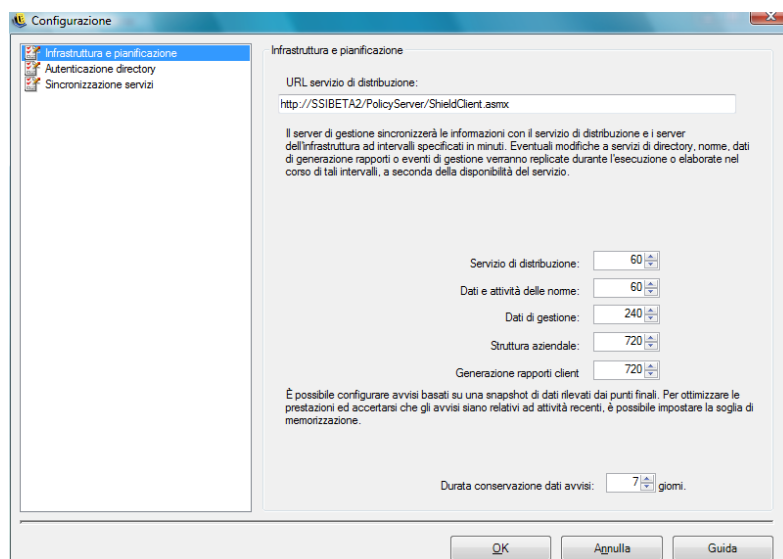 Configurazione
Infrastruttura e pianificazione
Autenticazione directory
Sincronizzazione servizi
Infrastruttura e pianificazione
URL servizio di distribuzione:
http://SSIBETA2/PolicyServer/ShieldClient.asmx
Il server di gestione sincronizzerà le informazioni con il servizio di distribuzione e i server
dell'infrastruttura ad intervalli specificati in minuti. Eventuali modifiche a servizi di directory, norme, dati
di generazione rapporti o eventi di gestione verranno replicate durante l'esecuzione o elaborate nel
corso di tali intervalli, a seconda della disponibilità del servizio.
Servizio di distribuzione: 60
Dati e attività delle norme: 60
Dati di gestione: 240
Struttura aziendale: 720
Generazione rapporti client 720
È possibile configurare avvisi basati su una snapshot di dati rilevati dai punti finali. Per ottimizzare le
prestazioni ed accertarsi che gli avvisi siano relativi ad attività recenti, è possibile impostare la soglia di
memorizzazione.
Durata conservazione dati avvisi: 7 giorni.
OK Annulla Guida